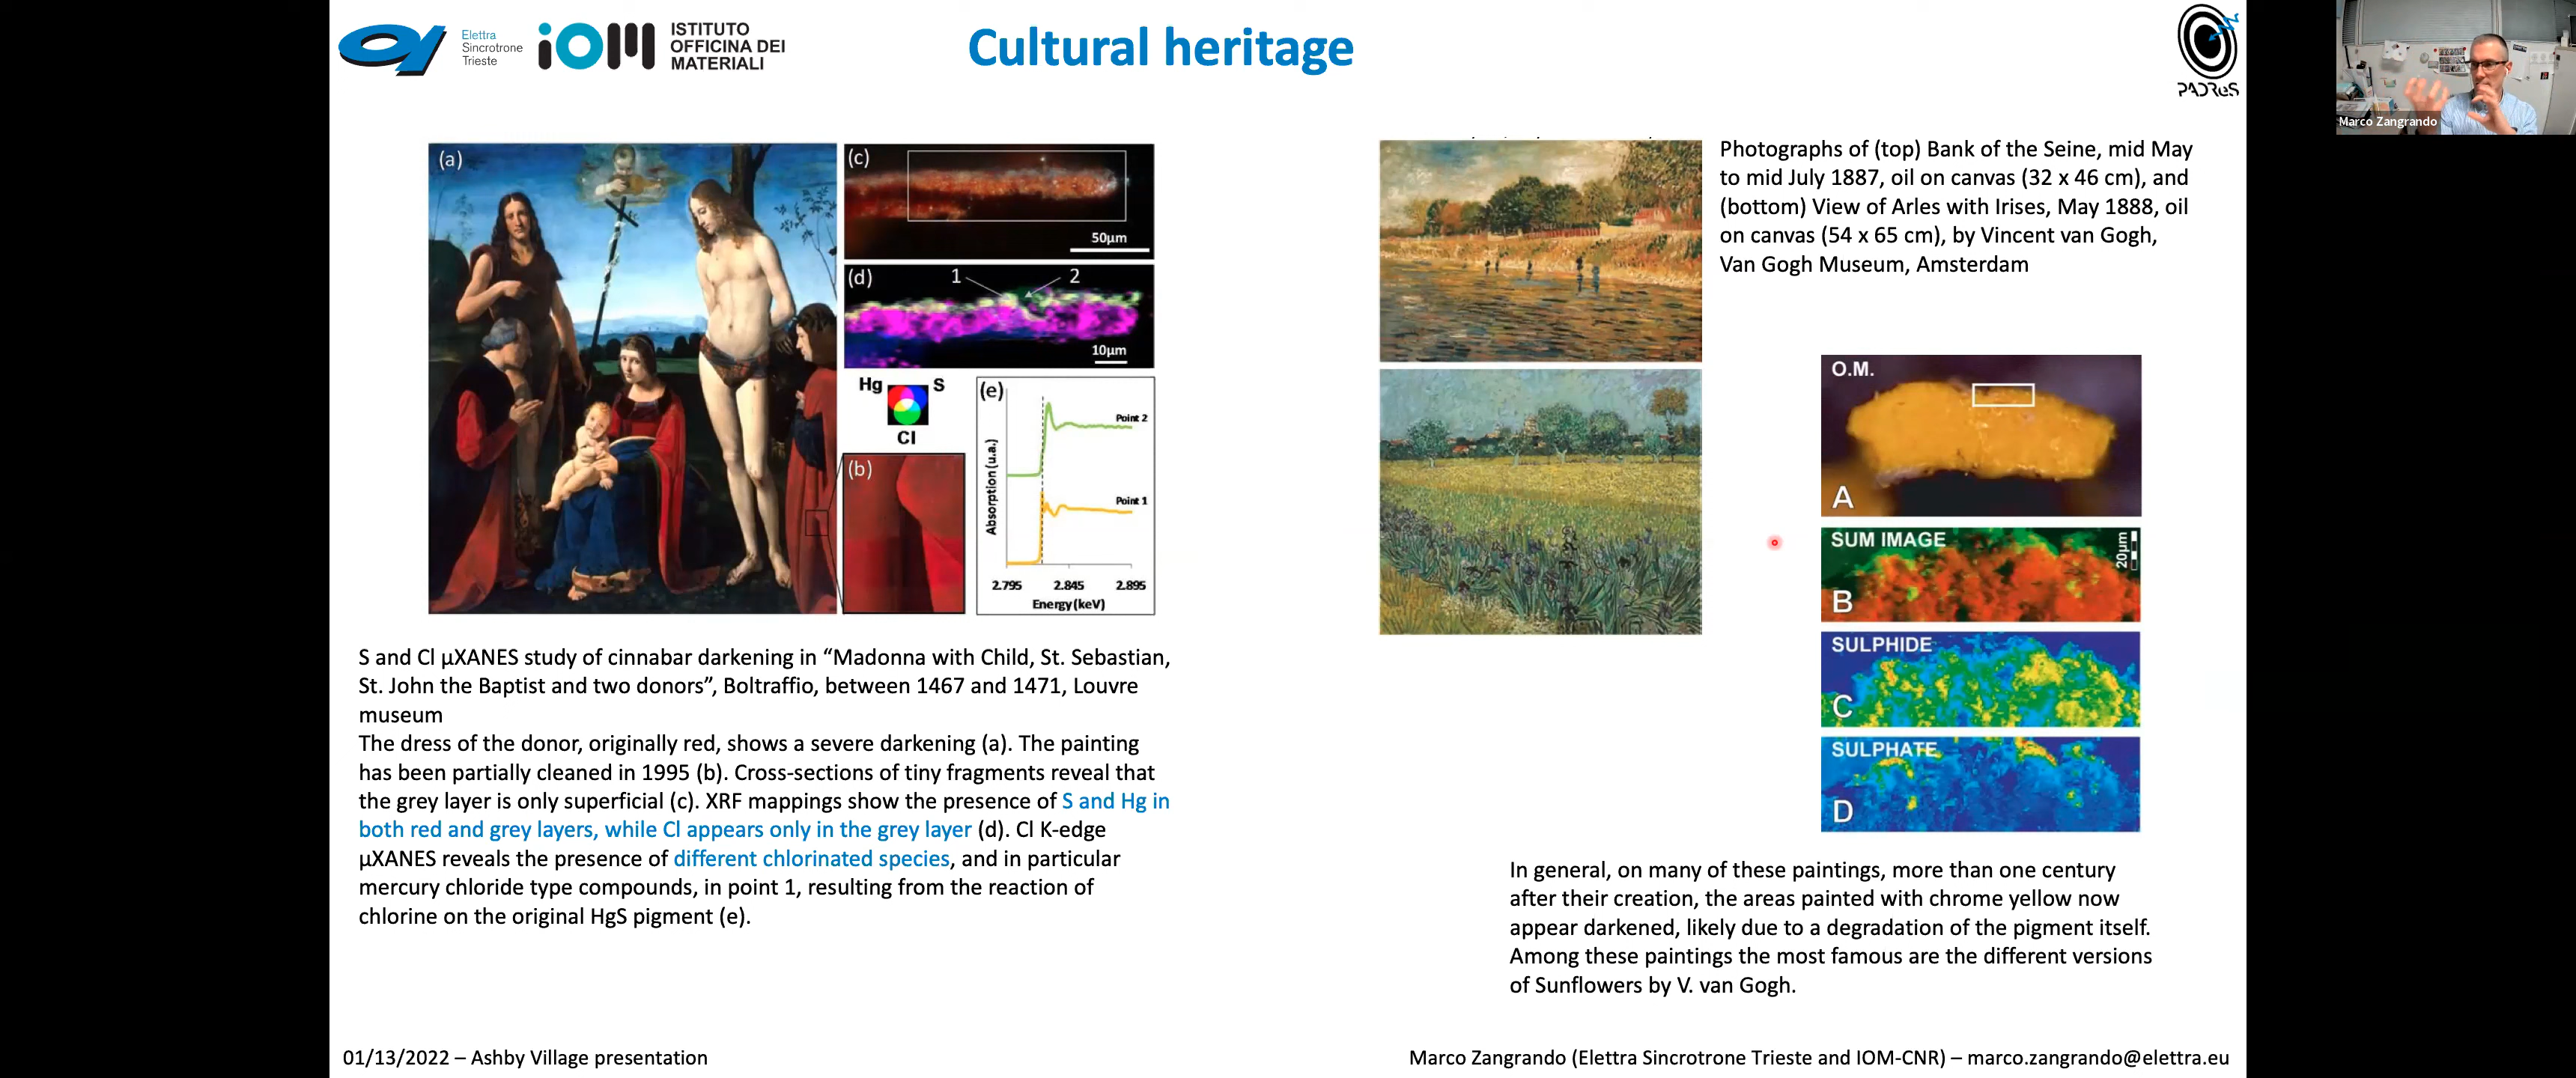 Elettra
Sincrotrone
Trieste
iOM
ISTITUTO
OFFICINA DEI
MATERIALI
Cultural heritage
PADReS
Marco Zangrando
(a)
(c)
50μm
(d)
1
2
10μm
Hg
S
Cl
(b)
(e)
Absorption (u.a.)
Point 2
Point 1
2.795
2.845
2.895
Energy (keV)
S and Cl μXANES study of cinnabar darkening in “Madonna with Child, St. Sebastian,
St. John the Baptist and two donors”, Boltraffio, between 1467 and 1471, Louvre
museum
The dress of the donor, originally red, shows a severe darkening (a). The painting
has been partially cleaned in 1995 (b). Cross-sections of tiny fragments reveal that
the grey layer is only superficial (c). XRF mappings show the presence of S and Hg in
both red and grey layers, while Cl appears only in the grey layer (d). Cl K-edge
μXANES reveals the presence of different chlorinated species, and in particular
mercury chloride type compounds, in point 1, resulting from the reaction of
chlorine on the original HgS pigment (e).
Photographs of (top) Bank of the Seine, mid May
to mid July 1887, oil on canvas (32 x 46 cm), and
(bottom) View of Arles with Irises, May 1888, oil
on canvas (54 x 65 cm), by Vincent van Gogh,
Van Gogh Museum, Amsterdam
O.M.
A
SUM IMAGE
20μm
B
SULPHIDE
C
SULPHATE
D
In general, on many of these paintings, more than one century
after their creation, the areas painted with chrome yellow now
appear darkened, likely due to a degradation of the pigment itself.
Among these paintings the most famous are the different versions
of Sunflowers by V. van Gogh.
01/13/2022 – Ashby Village presentation
Marco Zangrando (Elettra Sincrotrone Trieste and IOM-CNR) – marco.zangrando@elettra.eu